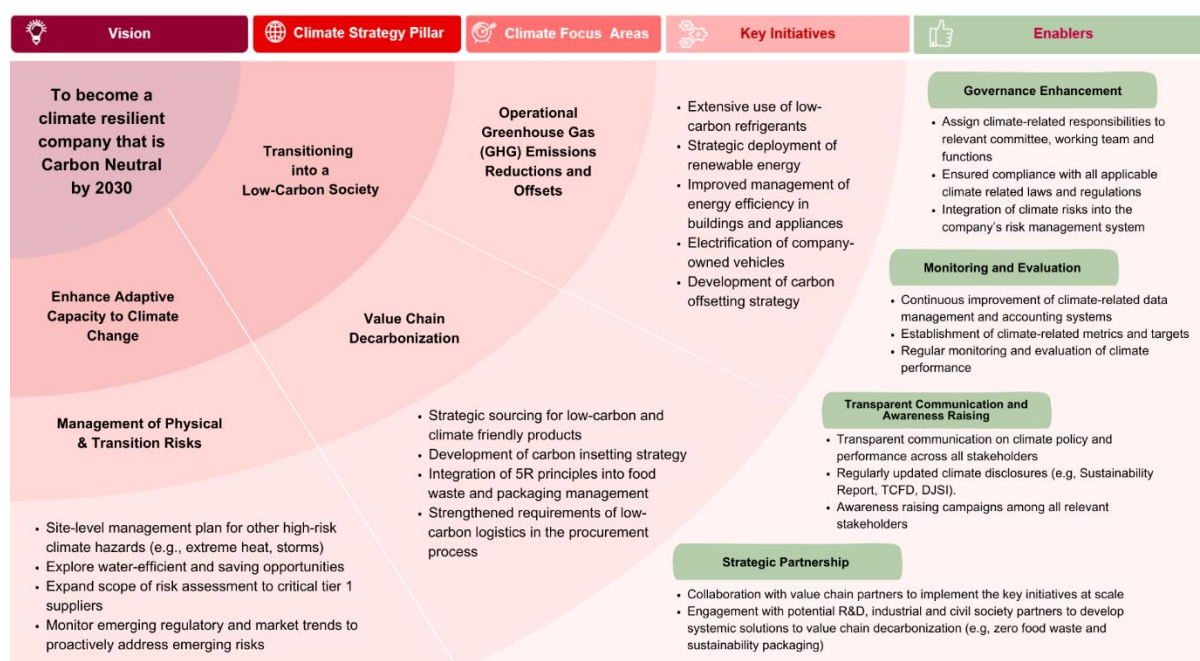 Vision
Climate Strategy Pillar
Climate Focus Areas
Key Initiatives
Enablers
To become a
climate resilient
company that is
Carbon Neutral
by 2030
Transitioning
into a
Low-Carbon Society
Enhance Adaptive
Capacity to Climate
Change
Operational
Greenhouse Gas
(GHG) Emissions
Reductions and
Offsets
Value Chain
Decarbonization
Management of Physical
& Transition Risks
• Extensive use of low-
carbon refrigerants
• Strategic deployment of
renewable energy
• Improved management of
energy efficiency in
buildings and appliances
• Electrification of company-
owned vehicles
• Development of carbon
offsetting strategy
• Strategic sourcing for low-carbon and
climate friendly products
• Development of carbon insetting strategy
• Integration of 5R principles into food
waste and packaging management
• Strengthened requirements of low-
carbon logistics in the procurement
process
• Site-level management plan for other high-risk
climate hazards (e.g., extreme heat, storms)
• Explore water-efficient and saving opportunities
• Expand scope of risk assessment to critical tier 1
suppliers
• Monitor emerging regulatory and market trends to
proactively address emerging risks
Governance Enhancement
• Assign climate-related responsibilities to
relevant committee, working team and
functions
• Ensured compliance with all applicable
climate related laws and regulations
• Integration of climate risks into the
company's risk management system
Monitoring and Evaluation
• Continuous improvement of climate-related data
management and accounting systems
• Establishment of climate-related metrics and targets
• Regular monitoring and evaluation of climate
performance
Transparent Communication and
Awareness Raising
• Transparent communication on climate policy and
performance across all stakeholders
• Regularly updated climate disclosures (e.g, Sustainability
Report, TCFD, DJSI).
• Awareness raising campaigns among all relevant
stakeholders
Strategic Partnership
• Collaboration with value chain partners to implement the key initiatives at scale
• Engagement with potential R&D, industrial and civil society partners to develop
systemic solutions to value chain decarbonization (e.g, zero food waste and
sustainability packaging)